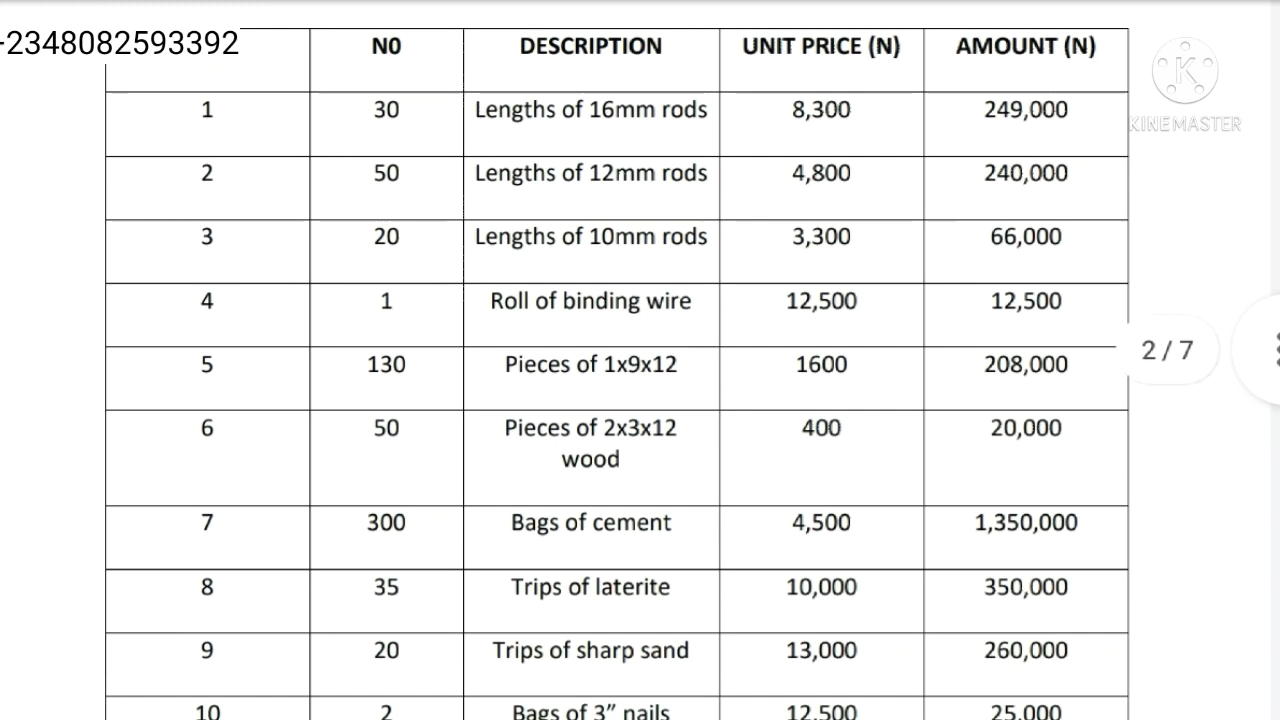 -2348082593392
N0 DESCRIPTION UNIT PRICE (N) AMOUNT (N)
KINEMASTER
1 30 Lengths of 16mm rods 8,300 249,000
2 50 Lengths of 12mm rods 4,800 240,000
3 20 Lengths of 10mm rods 3,300 66,000
4 1 Roll of binding wire 12,500 12,500
2 / 7
5 130 Pieces of 1x9x12 1600 208,000
6 50 Pieces of 2x3x12 400 20,000
wood
7 300 Bags of cement 4,500 1,350,000
8 35 Trips of laterite 10,000 350,000
9 20 Trips of sharp sand 13,000 260,000
10 2 Bags of 3" nails 12,500 25,000